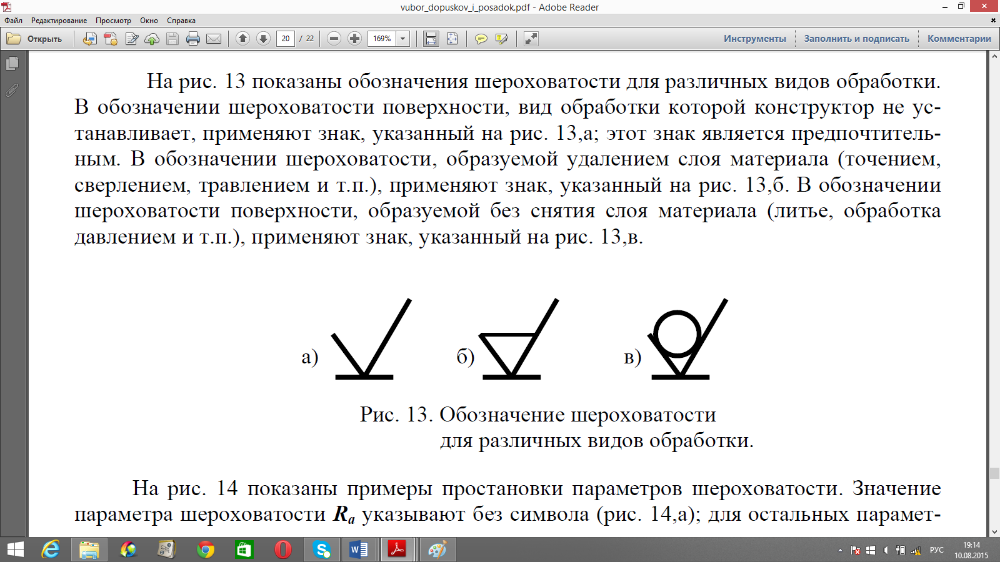 vubor_dopuskov_i_posadok.pdf - Adobe Reader
Файл Редактирование Просмотр Окно Справка
Открыть 20 / 22 169% Инструменты Заполнить и подписать Комментарии
На рис. 13 показаны обозначения шероховатости для различных видов обработки.
В обозначении шероховатости поверхности, вид обработки которой конструктор не ус-
танавливает, применяют знак, указанный на рис. 13,а; этот знак является предпочтитель-
ным. В обозначении шероховатости, образуемой удалением слоя материала (точением,
сверлением, травлением и т.п.), применяют знак, указанный на рис. 13,б. В обозначении
шероховатости поверхности, образуемой без снятия слоя материала (литье, обработка
давлением и т.п.), применяют знак, указанный на рис. 13,в.
а) б) в)
Рис. 13. Обозначение шероховатости
для различных видов обработки.
На рис. 14 показаны примеры простановки параметров шероховатости. Значение
параметра шероховатости Ra указывают без символа (рис. 14,а); для остальных парамет-
РУС 19:14
10.08.2015